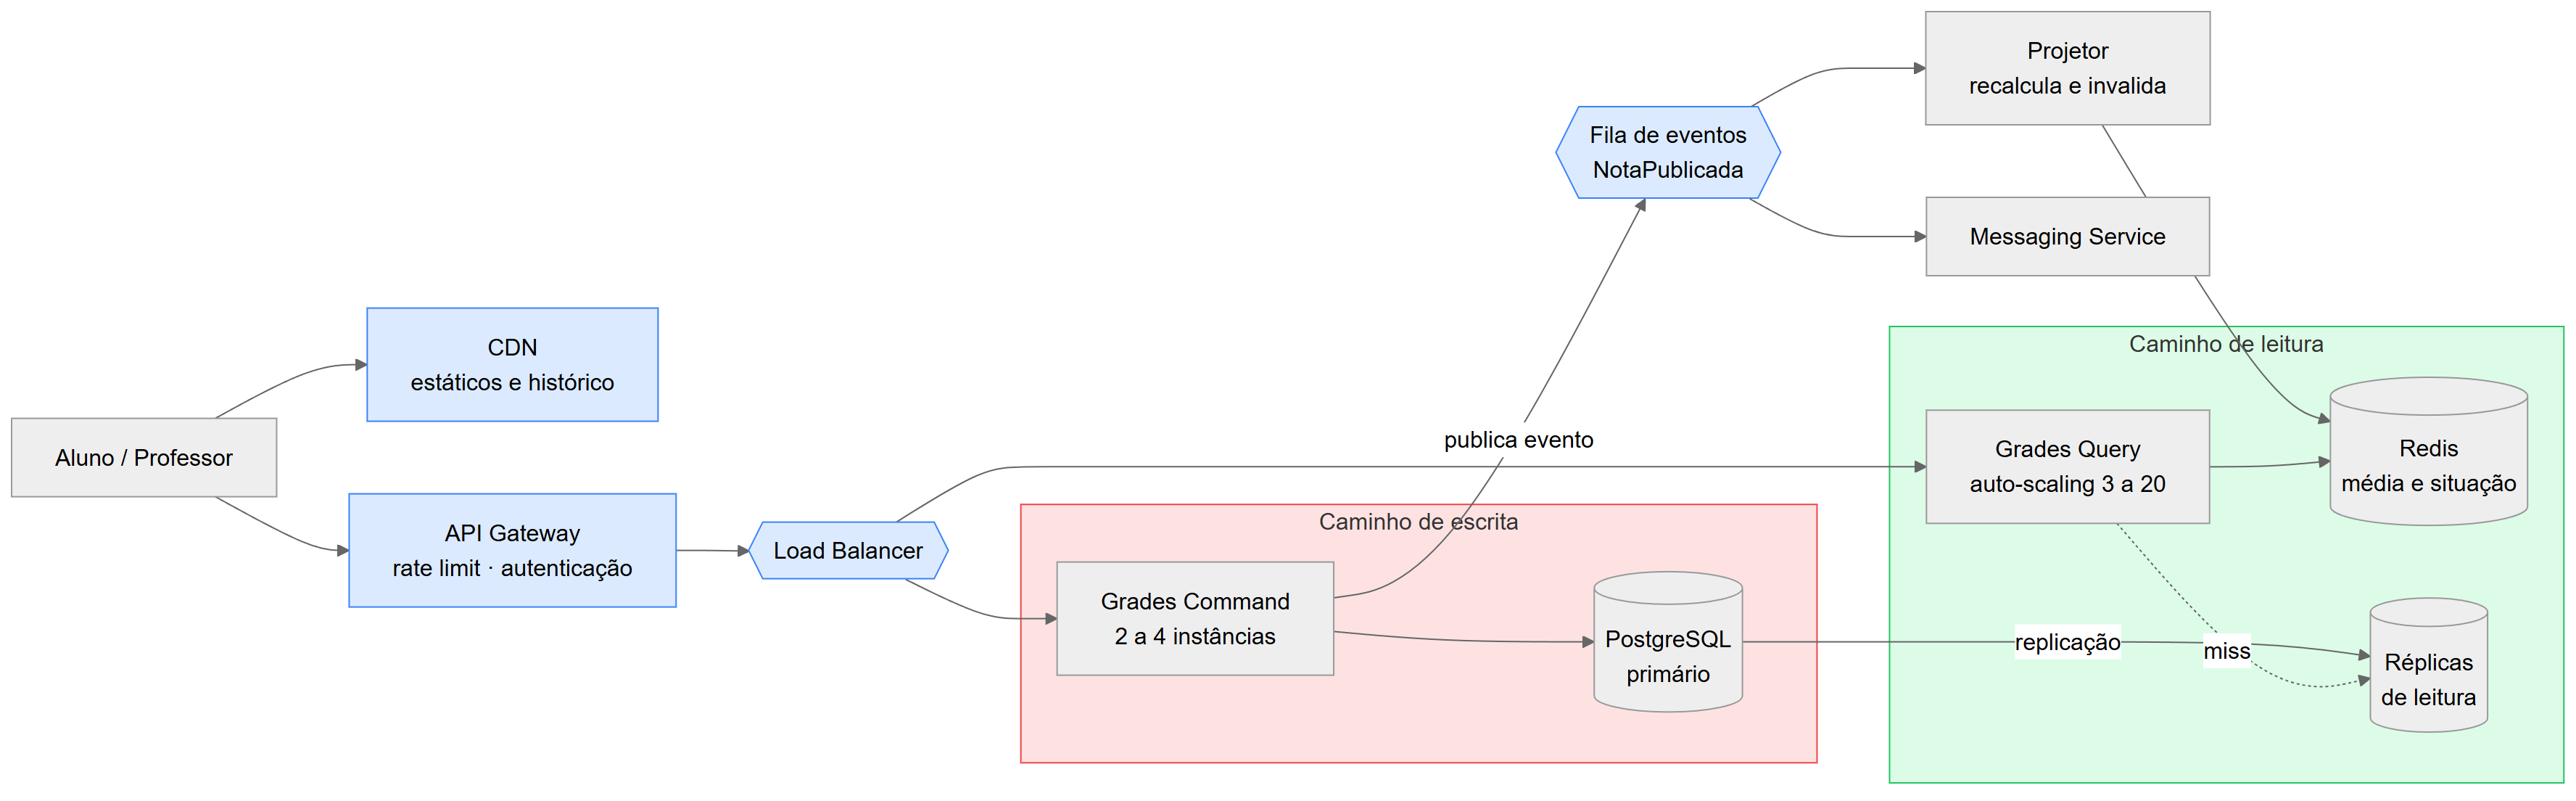 Aluno / Professor
CDN
estáticos e histórico
API Gateway
rate limit · autenticação
Load Balancer
Caminho de escrita
Grades Command
2 a 4 instâncias
PostgreSQL
primário
publica evento
Fila de eventos
NotaPublicada
Projetor
recalcula e invalida
Messaging Service
Caminho de leitura
Grades Query
auto-scaling 3 a 20
Redis
média e situação
replicação
miss
Réplicas
de leitura